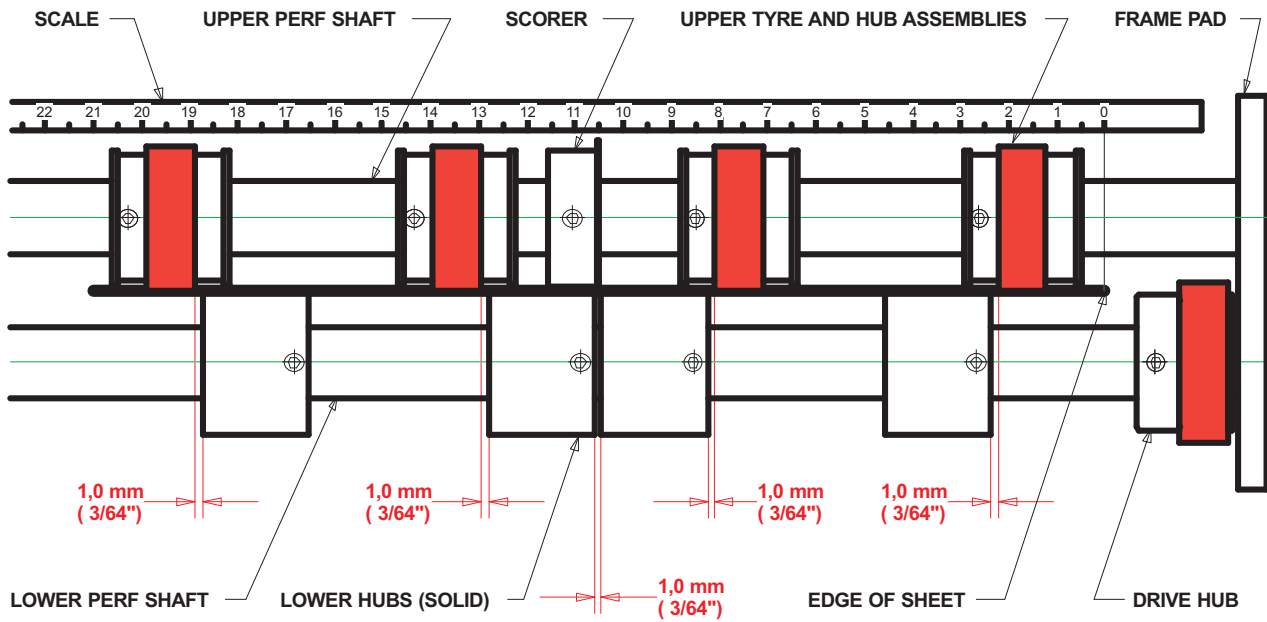 SCALE UPPER PERF SHAFT SCORER UPPER TYRE AND HUB ASSEMBLIES FRAME PAD
22 21 20 19 18 17 16 15 14 13 12 11 10 9 8 7 6 5 4 3 2 1 0
1,0 mm 1,0 mm 1,0 mm 1,0 mm
( 3/64") ( 3/64") ( 3/64") ( 3/64")
1,0 mm
( 3/64")
LOWER PERF SHAFT LOWER HUBS (SOLID) EDGE OF SHEET DRIVE HUB